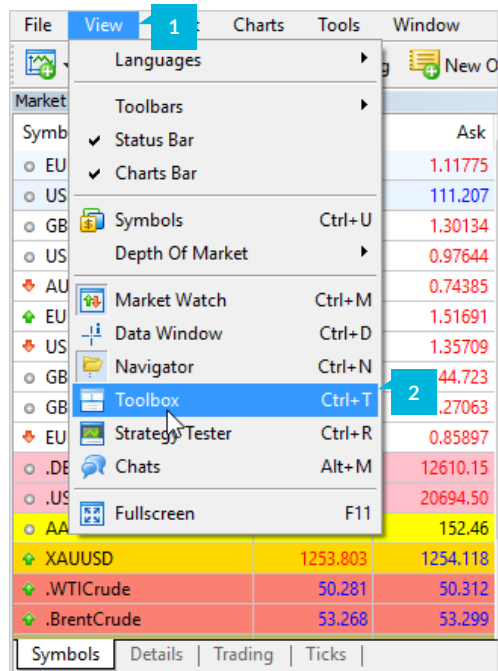 File View 1 t Charts Tools Window
g New O
Market
Symb Ask
Languages
Toolbars
Status Bar
Charts Bar
Symbols Ctrl+U
Depth Of Market
Market Watch Ctrl+M
Data Window Ctrl+D
Navigator Ctrl+N
Toolbox Ctrl+T 2
Strategy Tester Ctrl+R
Chats Alt+M
Fullscreen F11
EU 1.11775
US 111.207
GB 1.30134
US 0.97644
AU 0.74385
EU 1.51691
US 1.35709
GB 44.723
GB .27063
EU 0.85897
.DE 12610.15
.US 20694.50
AA 152.46
XAUUSD 1253.803 1254.118
.WTICrude 50.281 50.312
.BrentCrude 53.268 53.299
Symbols Details | Trading | Ticks |